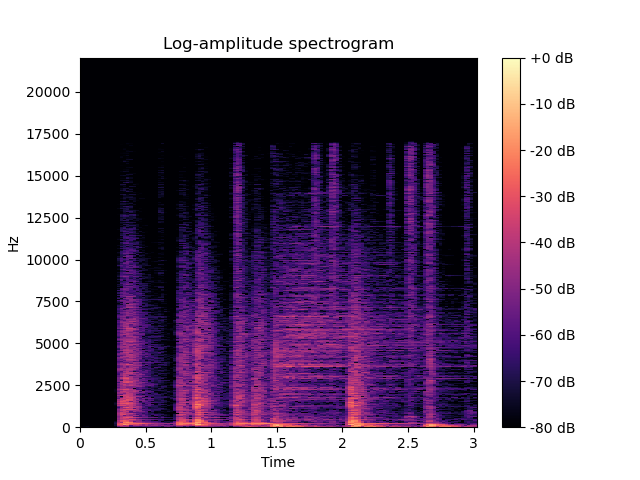 Log-amplitude spectrogram
Hz
20000
17500
15000
12500
10000
7500
5000
2500
0
0 0.5 1 1.5 2 2.5 3
Time
+0 dB
-10 dB
-20 dB
-30 dB
-40 dB
-50 dB
-60 dB
-70 dB
-80 dB